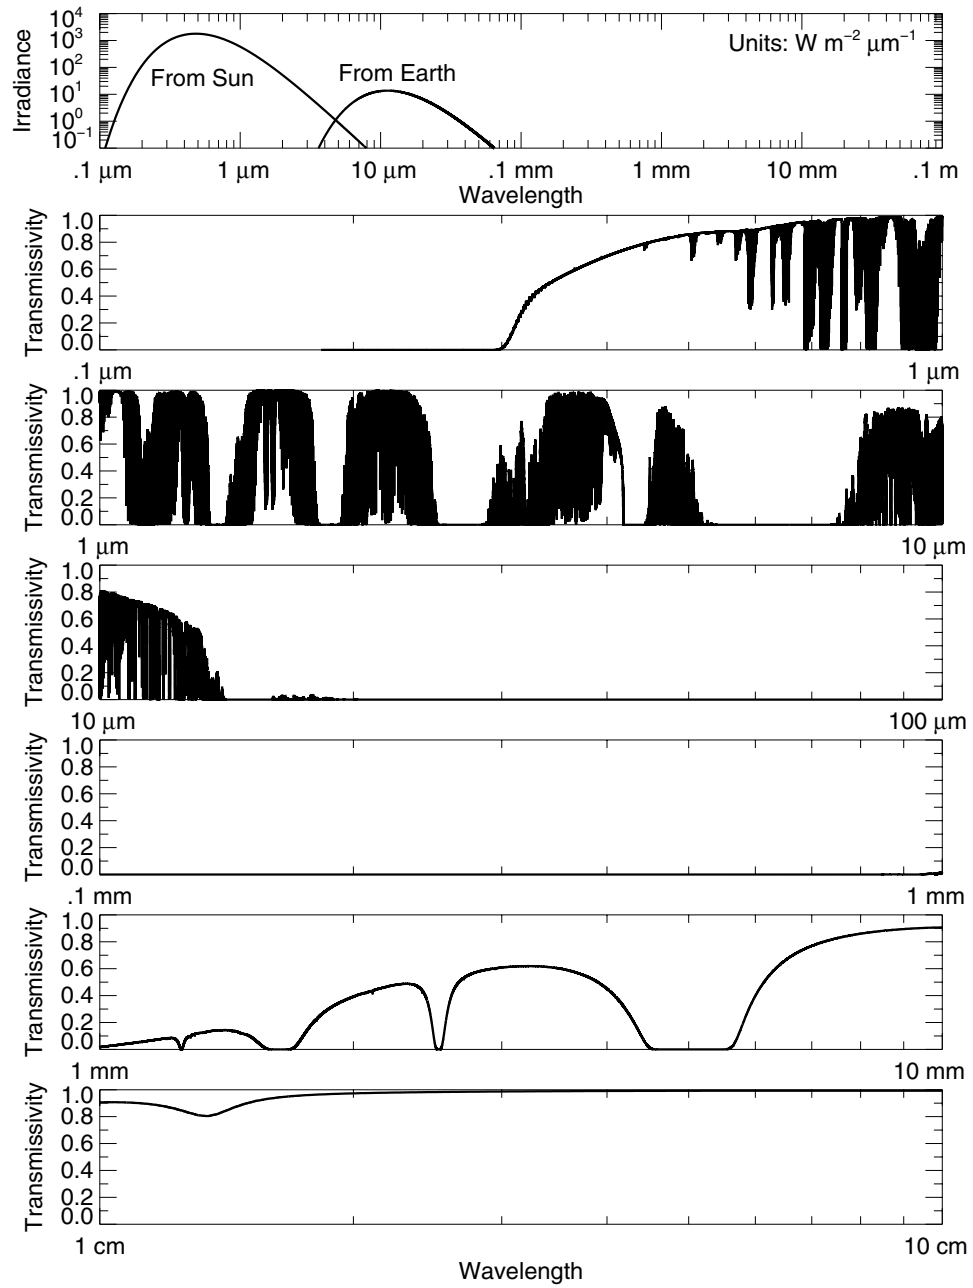 10⁴
10³
10²
10¹
10⁰
10⁻¹
Irradiance
From Sun
From Earth
Units: W m⁻² μm⁻¹
.1 μm 1 μm 10 μm .1 mm 1 mm 10 mm .1 m
Wavelength
Transmissivity
1.0
0.8
0.6
0.4
0.2
0.0
.1 μm 1 μm
Transmissivity
1.0
0.8
0.6
0.4
0.2
0.0
1 μm 10 μm
Transmissivity
1.0
0.8
0.6
0.4
0.2
0.0
10 μm 100 μm
Transmissivity
1.0
0.8
0.6
0.4
0.2
0.0
.1 mm 1 mm
Transmissivity
1.0
0.8
0.6
0.4
0.2
0.0
1 mm 10 mm
Transmissivity
1.0
0.8
0.6
0.4
0.2
0.0
1 cm 10 cm
Wavelength